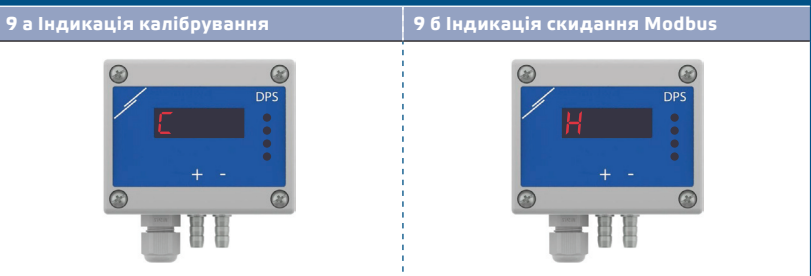 9 а Індикація калібрування
9 б Індикація скидання Modbus
DPS
C
+ -
DPS
H
+ -